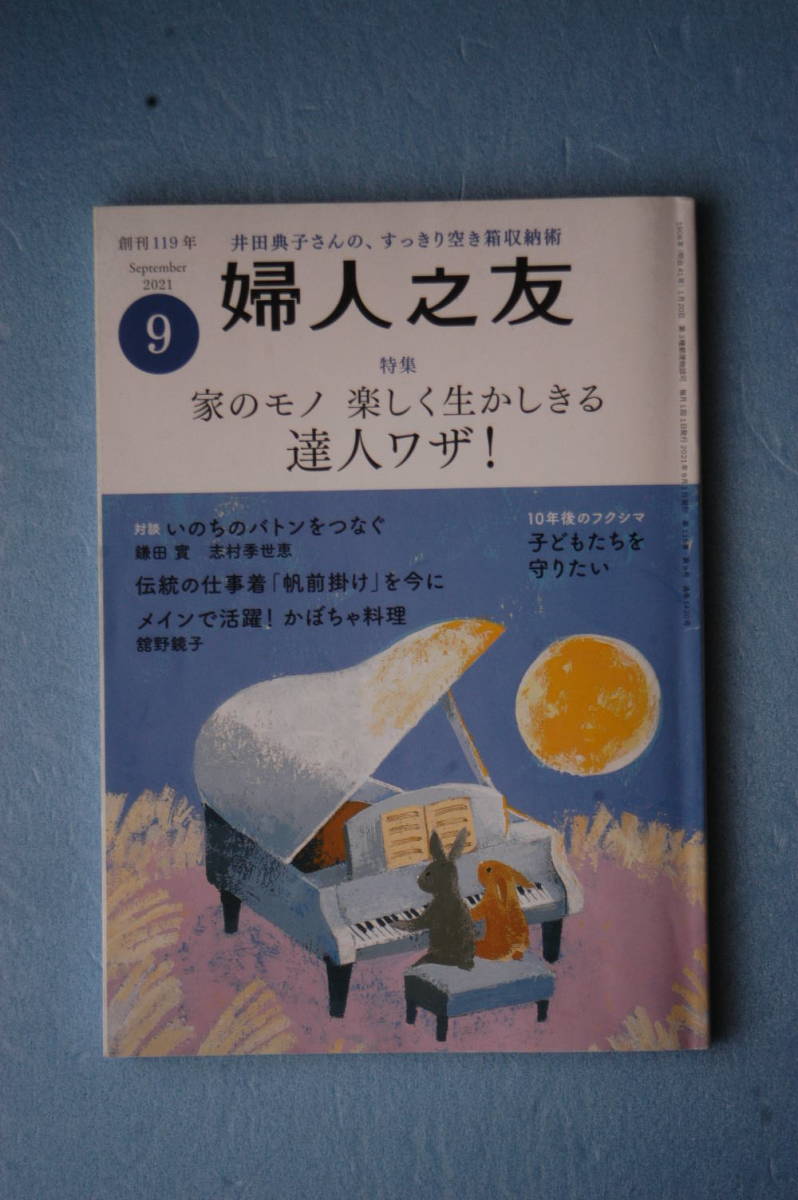 創刊119年
September
2021
9
井田典子さんの、すっきり空き箱収納術
婦人之友
特集
家のモノ 楽しく生かしきる
達人ワザ！
対談 いのちのバトンをつなぐ
鎌田 實　志村季世恵
伝統の仕事着「帆前掛け」を今に
メインで活躍！ かぼちゃ料理
舘野鏡子
10年後のフクシマ
子どもたちを
守りたい